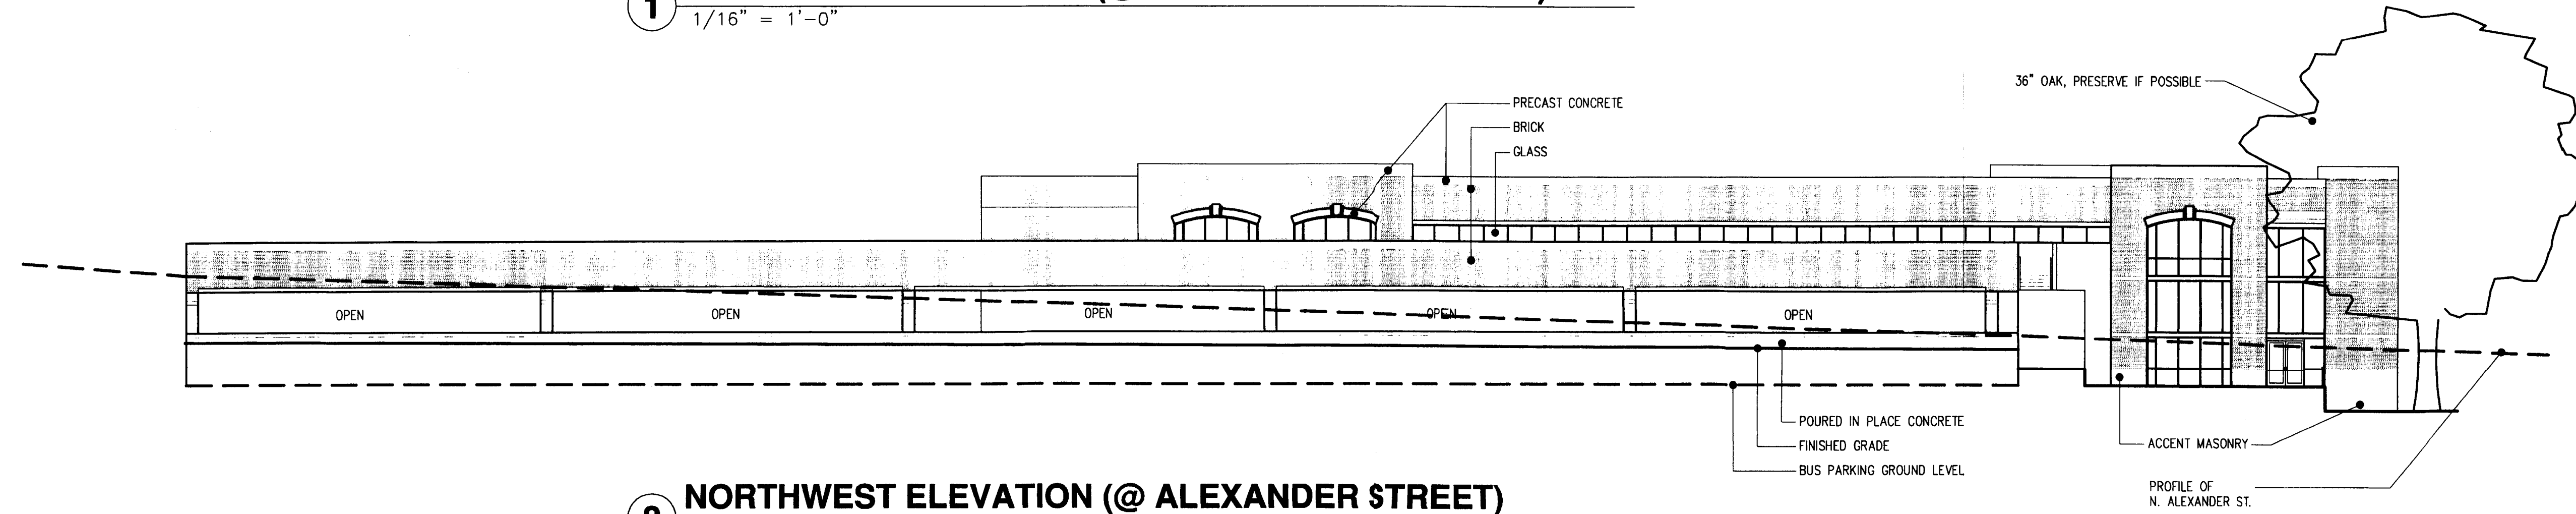 1
1/16" = 1'-0"
36" OAK, PRESERVE IF POSSIBLE
PRECAST CONCRETE
BRICK
GLASS
OPEN
OPEN
OPEN
OPEN
OPEN
POURED IN PLACE CONCRETE
FINISHED GRADE
BUS PARKING GROUND LEVEL
ACCENT MASONRY
PROFILE OF
N. ALEXANDER ST.
NORTHWEST ELEVATION (@ ALEXANDER STREET)